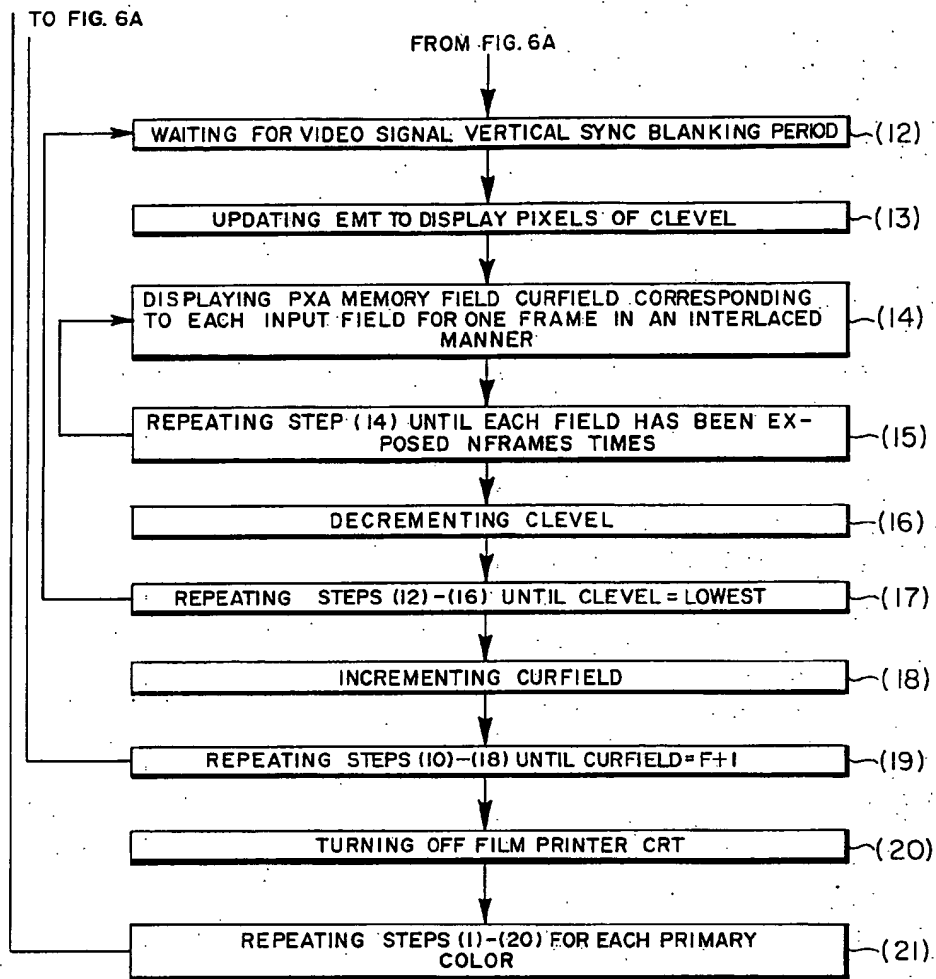 TO FIG. 6A
FROM FIG. 6A
WAITING FOR VIDEO SIGNAL VERTICAL SYNC BLANKING PERIOD
(12)
UPDATING EMT TO DISPLAY PIXELS OF CLEVEL
(13)
DISPLAYING PXA MEMORY FIELD CURFIELD CORRESPONDING
TO EACH INPUT FIELD FOR ONE FRAME IN AN INTERLACED
MANNER
(14)
REPEATING STEP (14) UNTIL EACH FIELD HAS BEEN EX-
POSED NFRAMES TIMES
(15)
DECREMENTING CLEVEL
(16)
REPEATING STEPS (12)-(16) UNTIL CLEVEL = LOWEST
(17)
INCREMENTING CURFIELD
(18)
REPEATING STEPS (10)-(18) UNTIL CURFIELD = F+1
(19)
TURNING OFF FILM PRINTER CRT
(20)
REPEATING STEPS (1)-(20) FOR EACH PRIMARY
COLOR
(21)